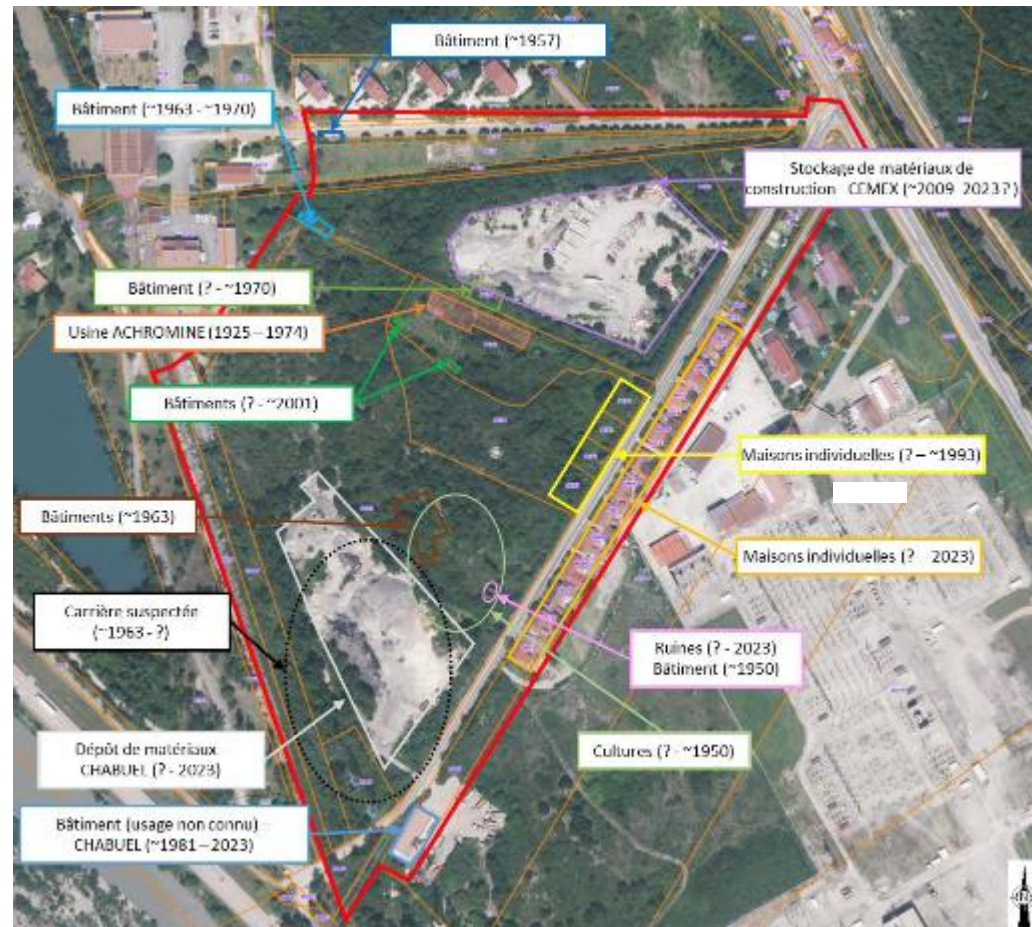 Bâtiment (~1957)
Bâtiment (~1963 - ~1970)
Stockage de matériaux de
construction CEMEX (~2009 2023?)
Bâtiment (? - ~1970)
Usine ACHROMINE (1925 – 1974)
Bâtiments (? - ~2001)
Maisons individuelles (? – ~1993)
Bâtiments (~1963)
Maisons individuelles (? 2023)
Carrière suspectée
(~1963 - ?)
Ruines (? - 2023)
Bâtiment (~1950)
Cultures (? - ~1950)
Dépôt de matériaux
CHABUEL (? - 2023)
Bâtiment (usage non connu)
CHABUEL (~1981 – 2023)